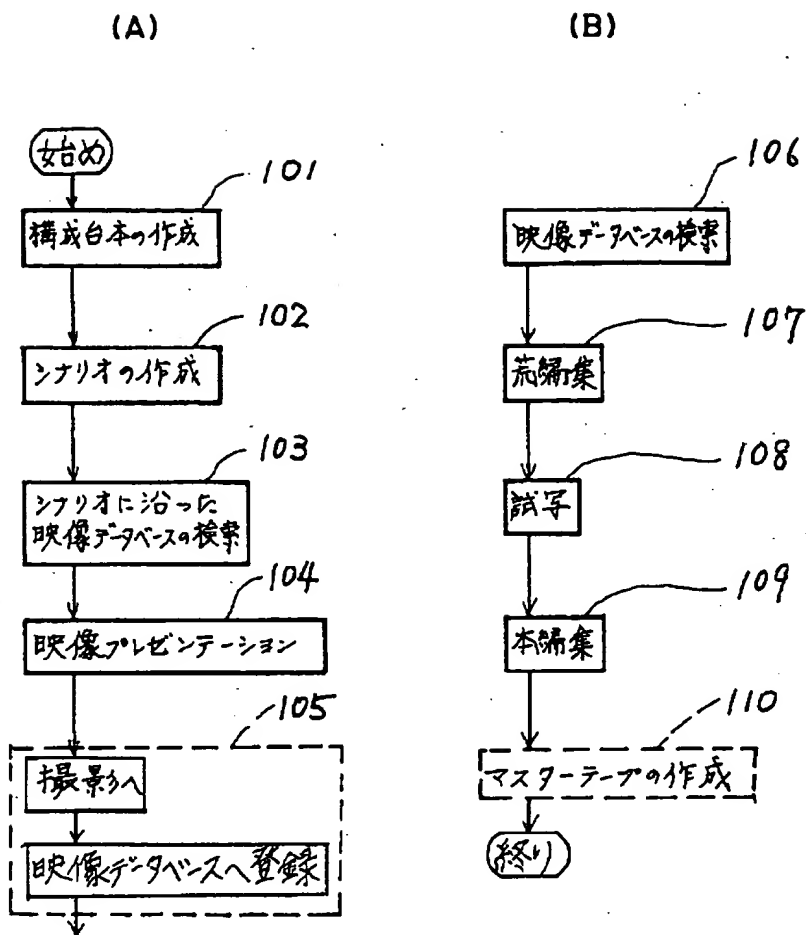 (A)
始め
101
構成台本の作成
102
シナリオの作成
103
シナリオに沿った
映像データベースの検索
104
映像プレゼンテーション
105
撮影へ
映像データベースへ登録
(B)
106
映像データベースの検索
107
荒編集
108
試写
109
本編集
110
マスターテープの作成
終り